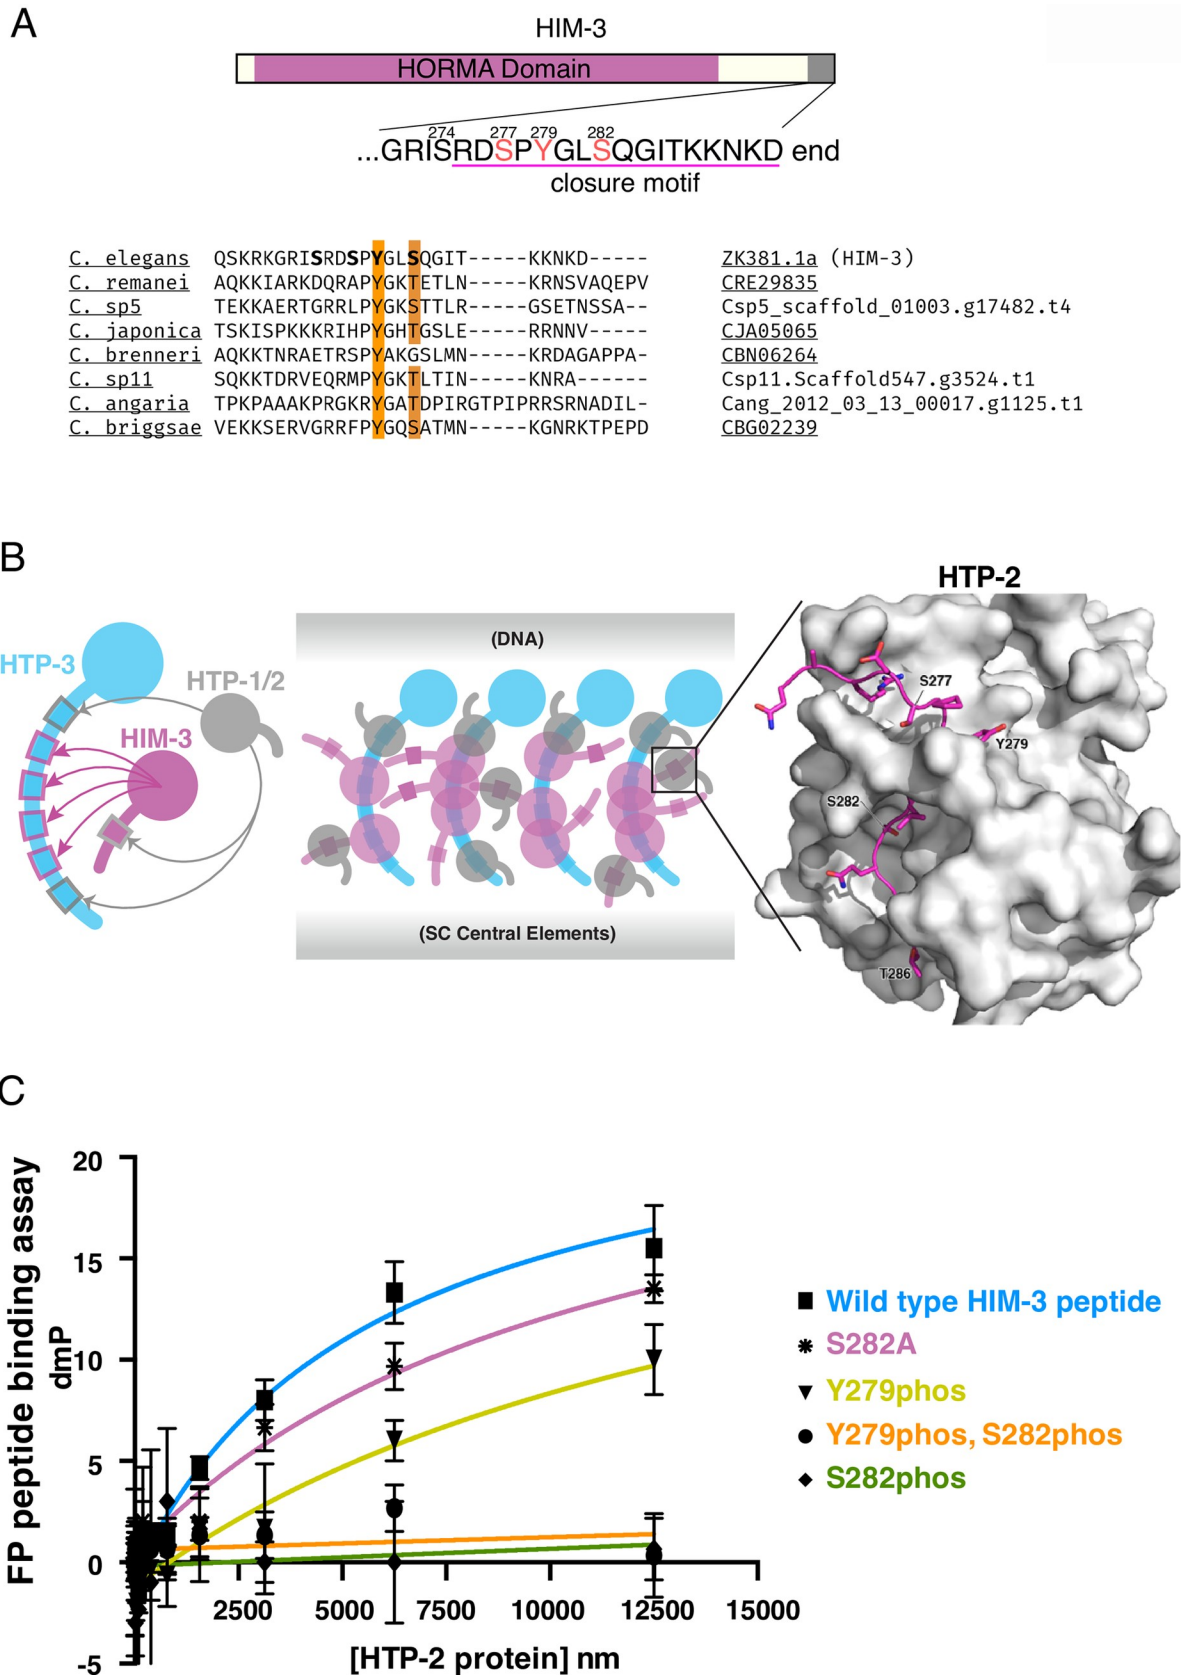 A
HIM-3
HORMA Domain
274 277 279 282
...GRISRDSPYGLSQGITKKNKD end
closure motif
C. elegans QSKRKGRISRDSPYGLSQGIT-----KKNKD----- ZK381.1a (HIM-3)
C. remanei AQKKIARKDQRAPYGKTETLN-----KRNSVAQEPV CRE29835
C. sp5 TEKKAERTGRRLPYGKSTTLR-----GSETNSSA-- Csp5_scaffold_01003.g17482.t4
C. japonica TSKISPKKKRIHPYGHTGSLE-----RRNNV----- CJA05065
C. brenneri AQKKTNRAETRSPYAKGSLMN-----KRDAGAPPA- CBN06264
C. sp11 SQKKTDRVEQRMPYGKTLTIN-----KNRA------ Csp11.Scaffold547.g3524.t1
C. angaria TPKPAAAKPRGKRYGATDPIRGTPIPRRSRNADIL- Cang_2012_03_13_00017.g1125.t1
C. briggsae VEKKSERVGRRFPYGQSATMN-----KGNRKTPEPD CBG02239
B
HTP-3
HTP-1/2
HIM-3
(DNA)
(SC Central Elements)
HTP-2
S277
Y279
S282
T286
C
FP peptide binding assay
dmP
20
15
10
5
0
-5
2500 5000 7500 10000 12500 15000
[HTP-2 protein] nm
Wild type HIM-3 peptide
S282A
Y279phos
Y279phos, S282phos
S282phos